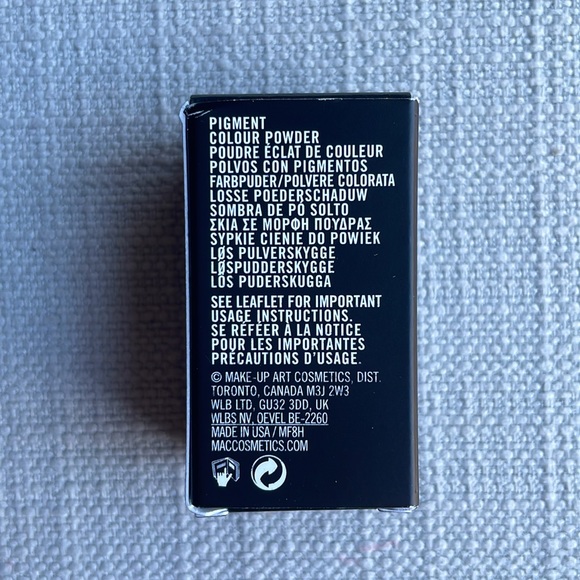 PIGMENT
COLOUR POWDER
POUDRE ÉCLAT DE COULEUR
POLVOS CON PIGMENTOS
FARBPUDER/POLVERE COLORATA
LOSSE POEDERSCHADUW
SOMBRA DE PÓ SOLTO
ΣΚΙΑ ΣΕ ΜΟΡΦΗ ΠΟΥΔΡΑΣ
SYPKIE CIENIE DO POWIEK
LØS PULVERSKYGGE
LØSPUDDERSKYGGE
LÖS PUDERSKUGGA
SEE LEAFLET FOR IMPORTANT
USAGE INSTRUCTIONS.
SE RÉFÉER À LA NOTICE
POUR LES IMPORTANTES
PRÉCAUTIONS D'USAGE.
© MAKE-UP ART COSMETICS, DIST.
TORONTO, CANADA M3J 2W3
WLB LTD, GU32 3DD, UK
WLBS NV, OEVEL BE-2260
MADE IN USA / MF8H
MACCOSMETICS.COM